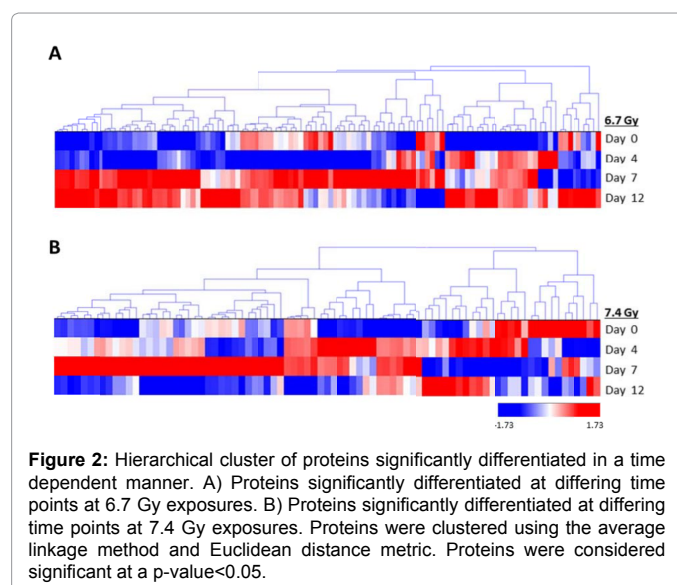 A
6.7 Gy
Day 0
Day 4
Day 7
Day 12
B
7.4 Gy
Day 0
Day 4
Day 7
Day 12
-1.73 1.73
Figure 2: Hierarchical cluster of proteins significantly differentiated in a time
dependent manner. A) Proteins significantly differentiated at differing time
points at 6.7 Gy exposures. B) Proteins significantly differentiated at differing
time points at 7.4 Gy exposures. Proteins were clustered using the average
linkage method and Euclidean distance metric. Proteins were considered
significant at a p-value<0.05.